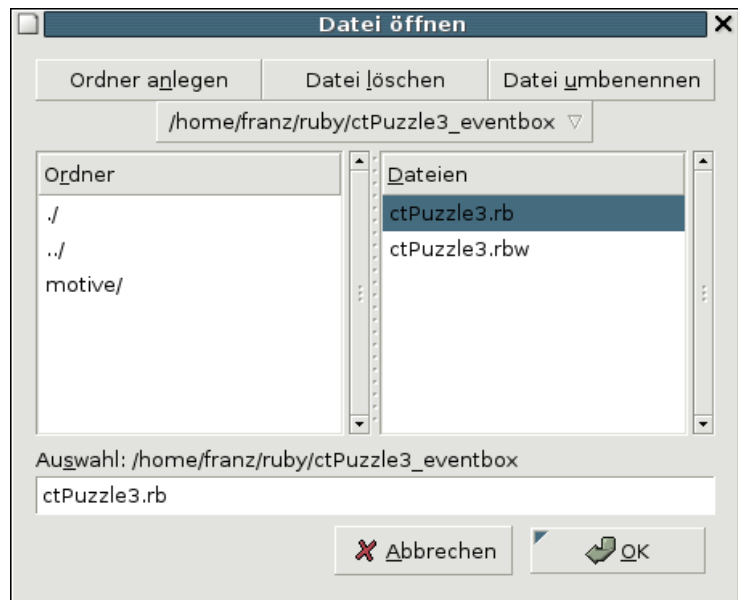 Datei öffnen
Ordner anlegen Datei löschen Datei umbenennen
/home/franz/ruby/ctPuzzle3_eventbox
Ordner
./
../
motive/
Dateien
ctPuzzle3.rb
ctPuzzle3.rbw
Auswahl: /home/franz/ruby/ctPuzzle3_eventbox
ctPuzzle3.rb
Abbrechen OK